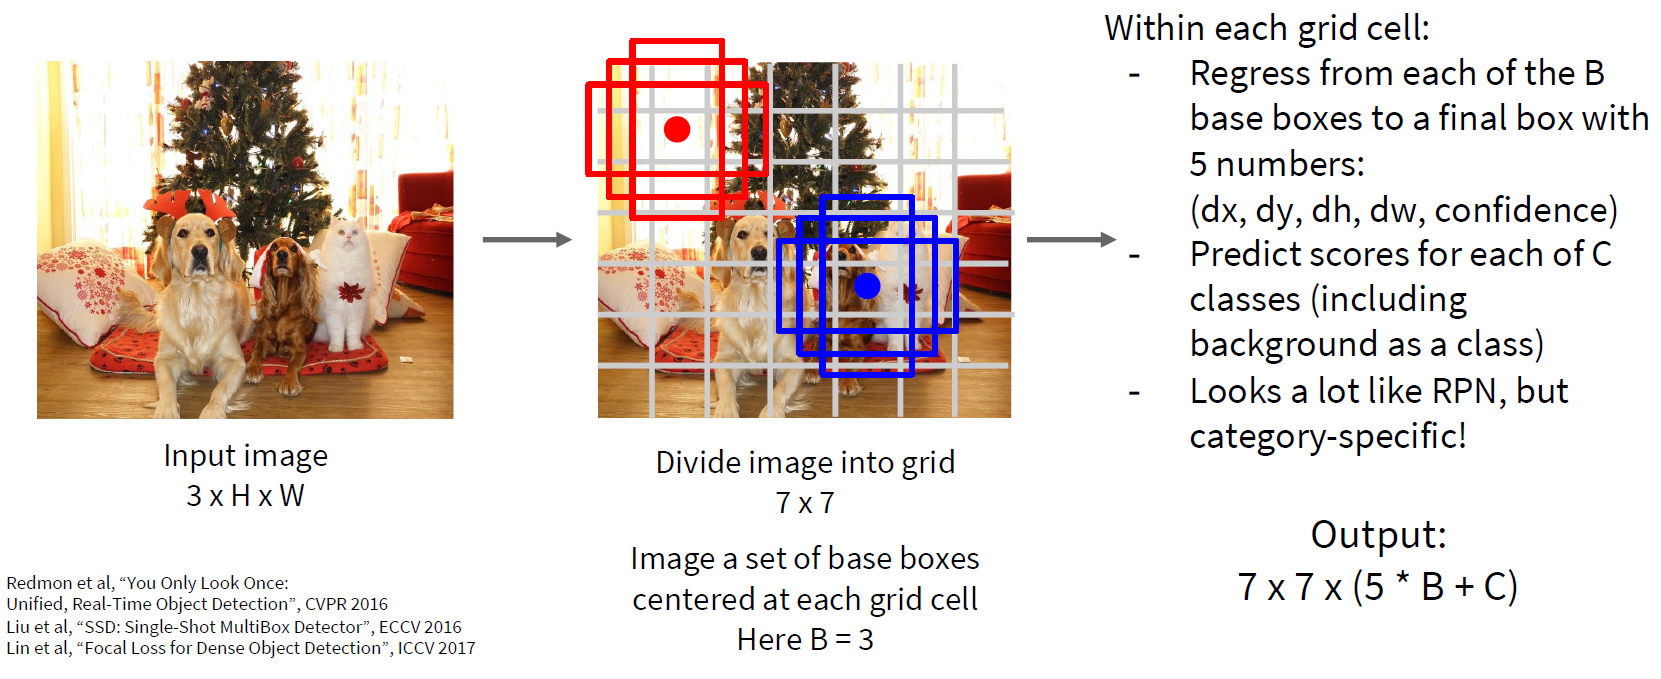 Input image
3 x H x W
Redmon et al, “You Only Look Once:
Unified, Real-Time Object Detection”, CVPR 2016
Liu et al, “SSD: Single-Shot MultiBox Detector”, ECCV 2016
Lin et al, “Focal Loss for Dense Object Detection”, ICCV 2017
Divide image into grid
7 x 7
Image a set of base boxes
centered at each grid cell
Here B = 3
Within each grid cell:
- Regress from each of the B
base boxes to a final box with
5 numbers:
(dx, dy, dh, dw, confidence)
- Predict scores for each of C
classes (including
background as a class)
- Looks a lot like RPN, but
category-specific!
Output:
7 x 7 x (5 * B + C)